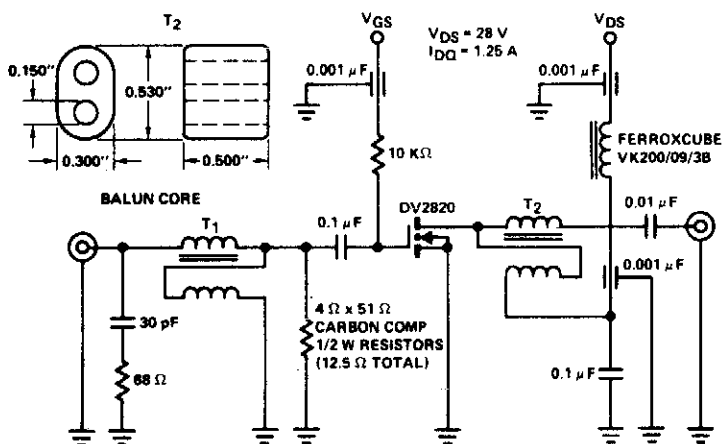 T2
0.150"
0.530"
0.300"
0.500"
BALUN CORE
VGS
VDS = 28 V
IDQ = 1.25 A
VDS
0.001 µF
0.001 µF
FERROXCUBE
VK200/09/3B
10 KΩ
DV2820
T1
0.1 µF
T2
0.01 µF
0.001 µF
30 pF
68 Ω
4 Ω x 51 Ω
CARBON COMP
1/2 W RESISTORS
(12.5 Ω TOTAL)
0.1 µF